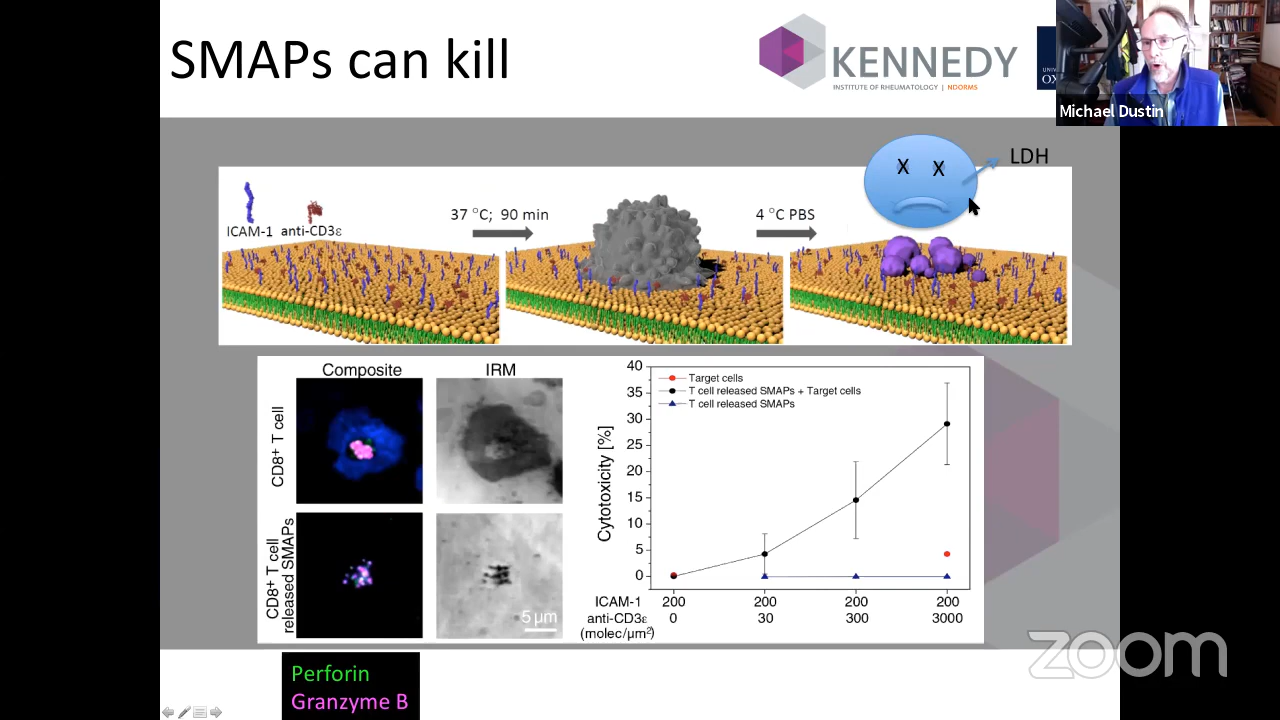 SMAPs can kill
KENNEDY
INSTITUTE OF RHEUMATOLOGY | NDORMS
Michael Dustin
X X
LDH
ICAM-1 anti-CD3ε
37 °C; 90 min
4 °C PBS
Composite
IRM
CD8+ T cell
CD8+ T cell
released SMAPs
5 µm
Perforin
Granzyme B
Cytotoxicity [%]
40
35
30
25
20
15
10
5
0
Target cells
T cell released SMAPs + Target cells
T cell released SMAPs
ICAM-1 200 200 200 200
anti-CD3ε 0 30 300 3000
(molec/µm²)
zoom